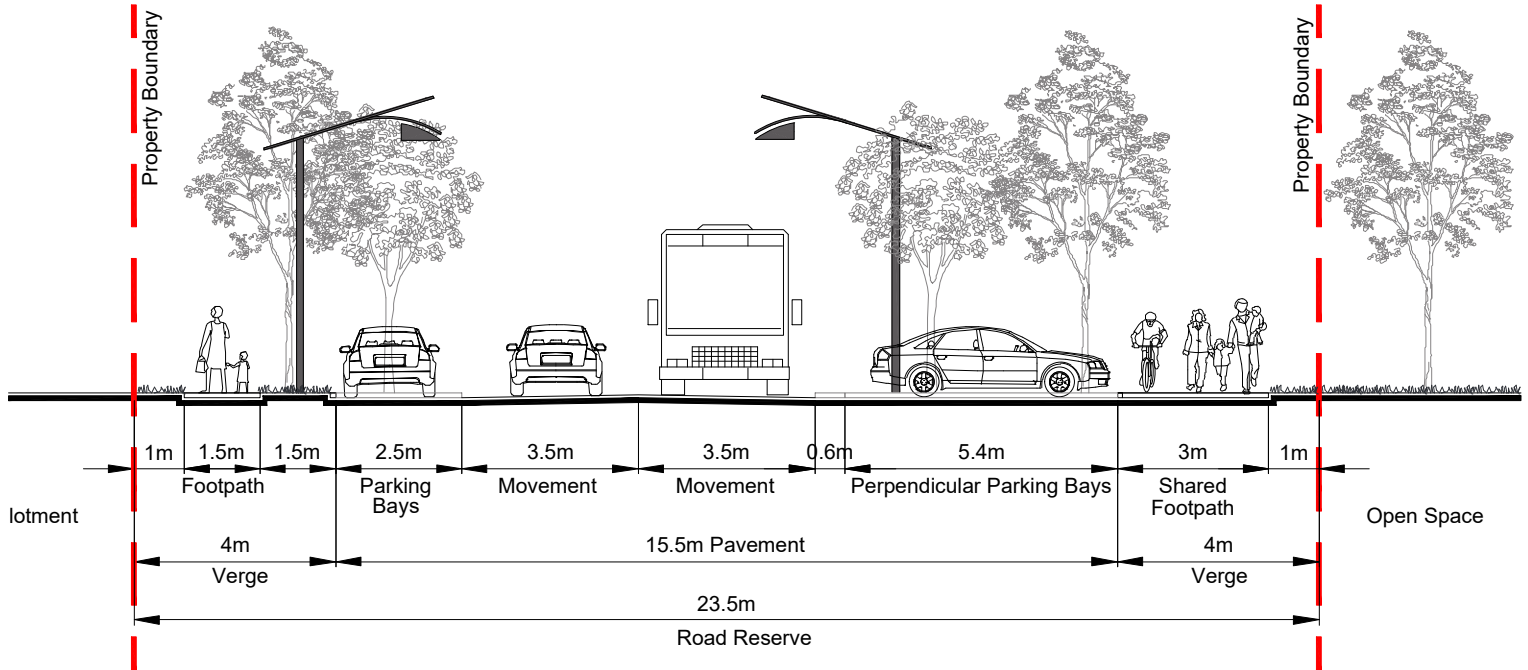 Property Boundary
Property Boundary
1m
1.5m
1.5m
2.5m
3.5m
3.5m
0.6m
5.4m
3m
1m
Footpath
Parking
Bays
Movement
Movement
Perpendicular Parking Bays
Shared
Footpath
lotment
Open Space
4m
Verge
15.5m Pavement
4m
Verge
23.5m
Road Reserve